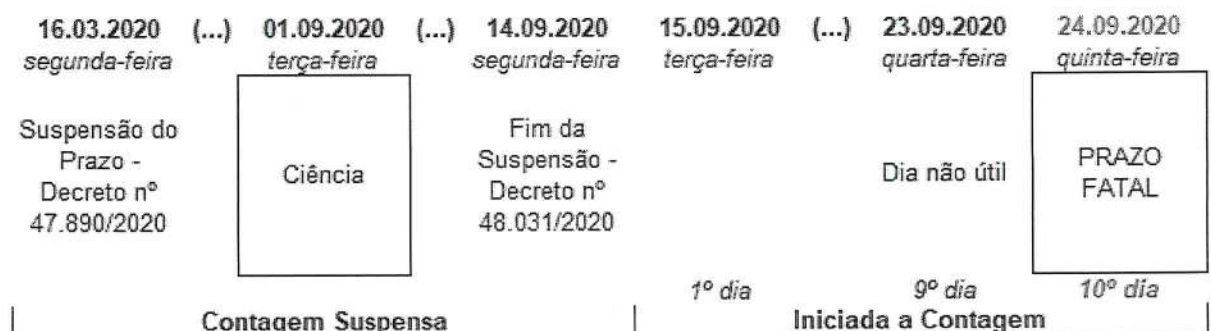 16.03.2020 (...) 01.09.2020 (...) 14.09.2020 15.09.2020 (...) 23.09.2020 24.09.2020
segunda-feira terça-feira segunda-feira terça-feira quarta-feira quinta-feira
Suspensão do
Prazo -
Decreto nº
47.890/2020
Ciência
Fim da
Suspensão -
Decreto nº
48.031/2020
Dia não útil
PRAZO
FATAL
1º dia 9º dia 10º dia
Contagem Suspensa Iniciada a Contagem